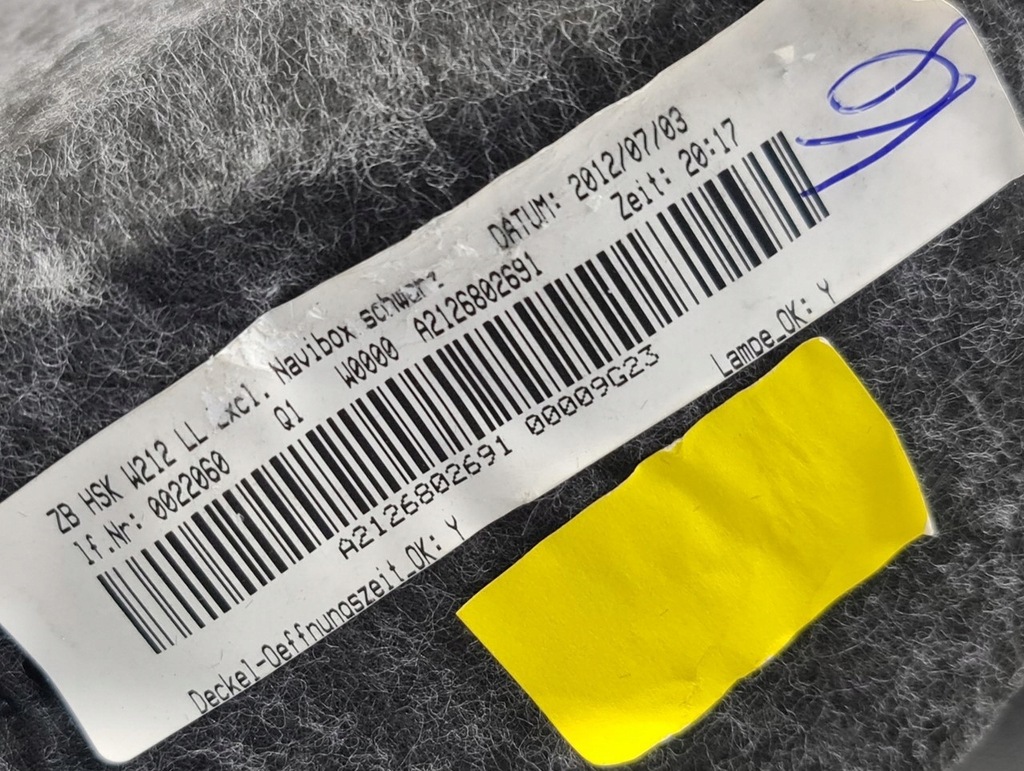 ZB HSK W212 LL Excl. Navibox schwarz DATUM: 2012/07/03
lf.Nr: 0022060 Q1 W0000 A2126802691 Zeit: 20:17
A2126802691 00009G23
Deckel-Oeffnungszeit_OK: Y Lampe_OK: Y